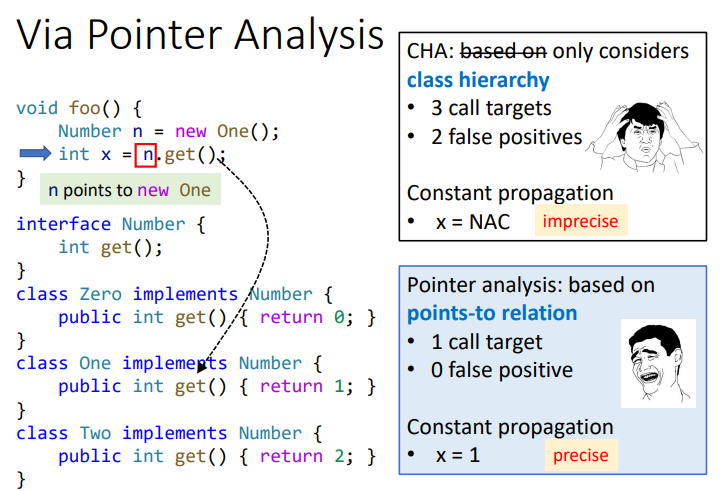 Via Pointer Analysis
void foo() {
    Number n = new One();
    int x = n.get();
}
n points to new One
interface Number {
    int get();
}
class Zero implements Number {
    public int get() { return 0; }
}
class One implements Number {
    public int get() { return 1; }
}
class Two implements Number {
    public int get() { return 2; }
}
CHA: based on only considers
class hierarchy
• 3 call targets
• 2 false positives
Constant propagation
• x = NAC imprecise
Pointer analysis: based on
points-to relation
• 1 call target
• 0 false positive
Constant propagation
• x = 1 precise